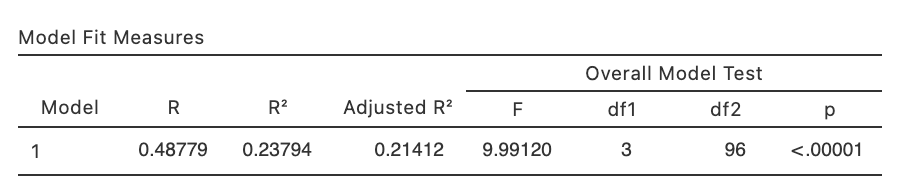 Model Fit Measures
Overall Model Test
Model R R² Adjusted R² F df1 df2 p
1 0.48779 0.23794 0.21412 9.99120 3 96 <.00001